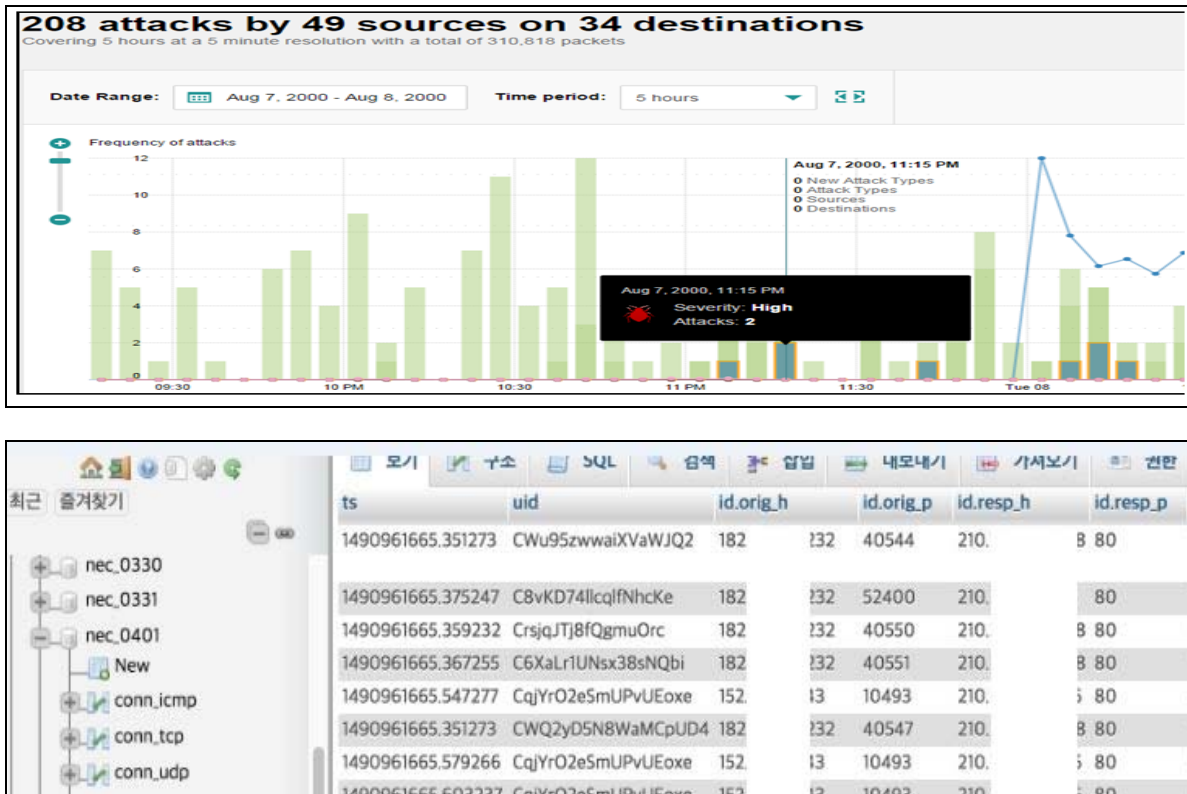 208 attacks by 49 sources on 34 destinations
Covering 5 hours at a 5 minute resolution with a total of 310,818 packets
Date Range: Aug 7, 2000 - Aug 8, 2000 Time period: 5 hours
Frequency of attacks
12
10
8
6
4
2
0
Aug 7, 2000, 11:15 PM
0 New Attack Types
0 Attack Types
0 Sources
0 Destinations
Aug 7, 2000, 11:15 PM
Severity: High
Attacks: 2
09:30 10 PM 10:30 11 PM 11:30 Tue 08
보기 구조 SQL 검색 삽입 내보내기 가져오기 권한
최근 즐겨찾기
nec_0330
nec_0331
nec_0401
New
conn_icmp
conn_tcp
conn_udp
ts uid id.orig_h id.orig_p id.resp_h id.resp_p
1490961665.351273 CWu95zwwaiXVaWJQ2 182 232 40544 210. 8 80
1490961665.375247 C8vKD74llcqlfNhcKe 182 232 52400 210. 80
1490961665.359232 CrsjqJTj8fQgmuOrc 182 232 40550 210. 8 80
1490961665.367255 C6XaLr1UNsx38sNQbi 182 232 40551 210. 8 80
1490961665.547277 CqjYrO2eSmUPvUEoxe 152. 10493 210. 80
1490961665.351273 CWQ2yD5N8WaMCpUD4 182 232 40547 210. 8 80
1490961665.579266 CqjYrO2eSmUPvUEoxe 152. 10493 210. 80